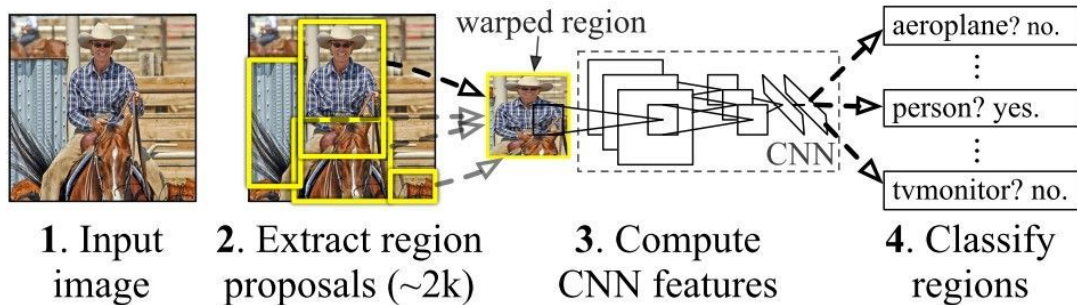 warped region
aeroplane? no.
⋮
person? yes.
CNN
⋮
tvmonitor? no.
1. Input
image
2. Extract region
proposals (~2k)
3. Compute
CNN features
4. Classify
regions